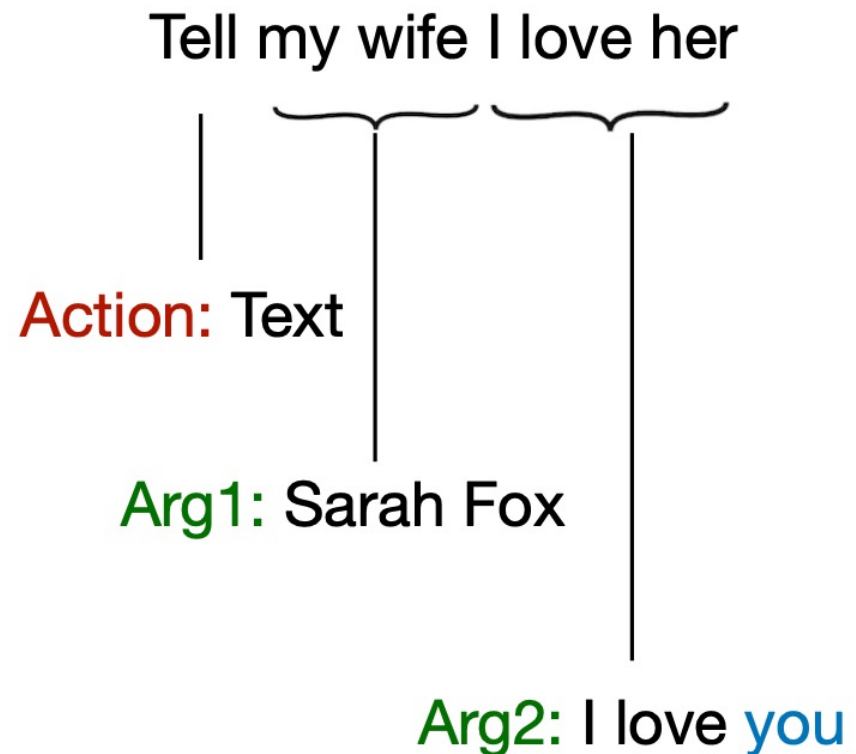 Tell my wife I love her
Action: Text
Arg1: Sarah Fox
Arg2: I love you